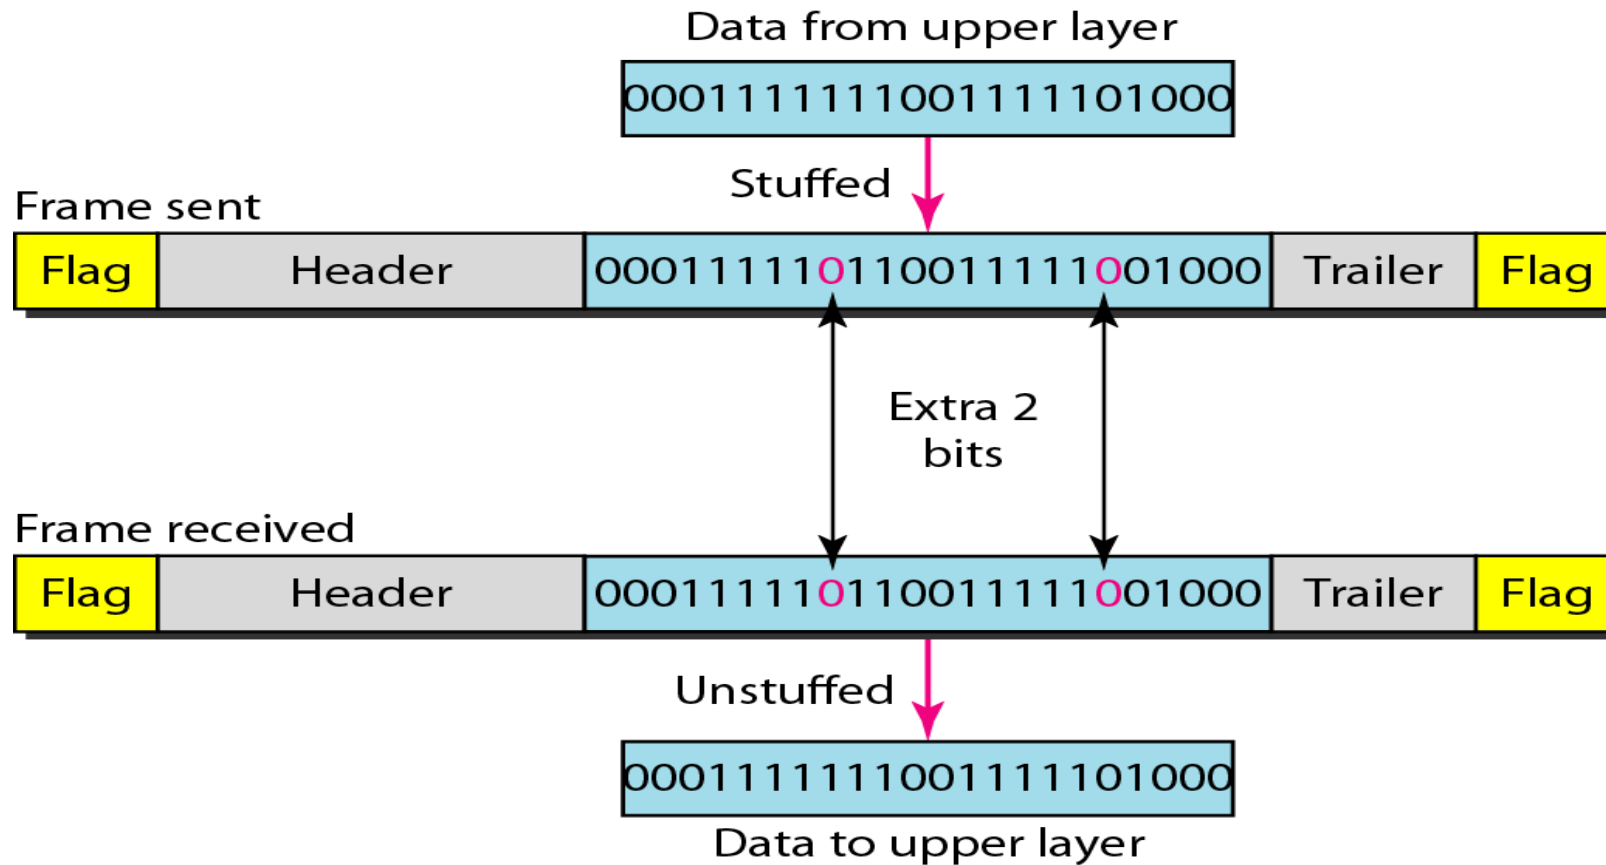 Data from upper layer
0001111111001111101000
Stuffed
Frame sent
Flag Header 000111110110011111001000 Trailer Flag
Extra 2
bits
Frame received
Flag Header 000111110110011111001000 Trailer Flag
Unstuffed
0001111111001111101000
Data to upper layer